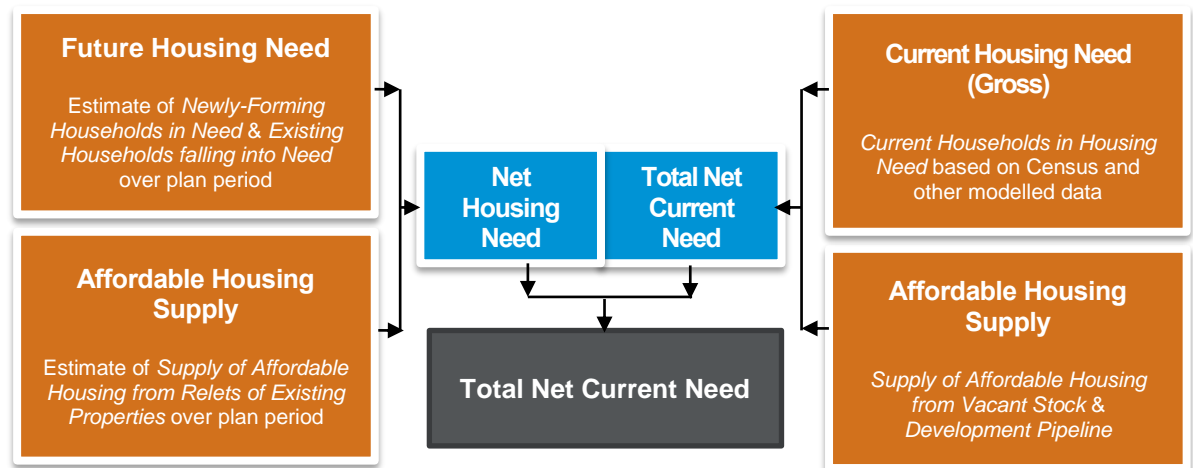 Future Housing Need
Estimate of Newly-Forming
Households in Need & Existing
Households falling into Need
over plan period
Affordable Housing
Supply
Estimate of Supply of Affordable
Housing from Relets of Existing
Properties over plan period
Net
Housing
Need
Total Net
Current
Need
Total Net Current Need
Current Housing Need
(Gross)
Current Households in Housing
Need based on Census and
other modelled data
Affordable Housing
Supply
Supply of Affordable Housing
from Vacant Stock &
Development Pipeline